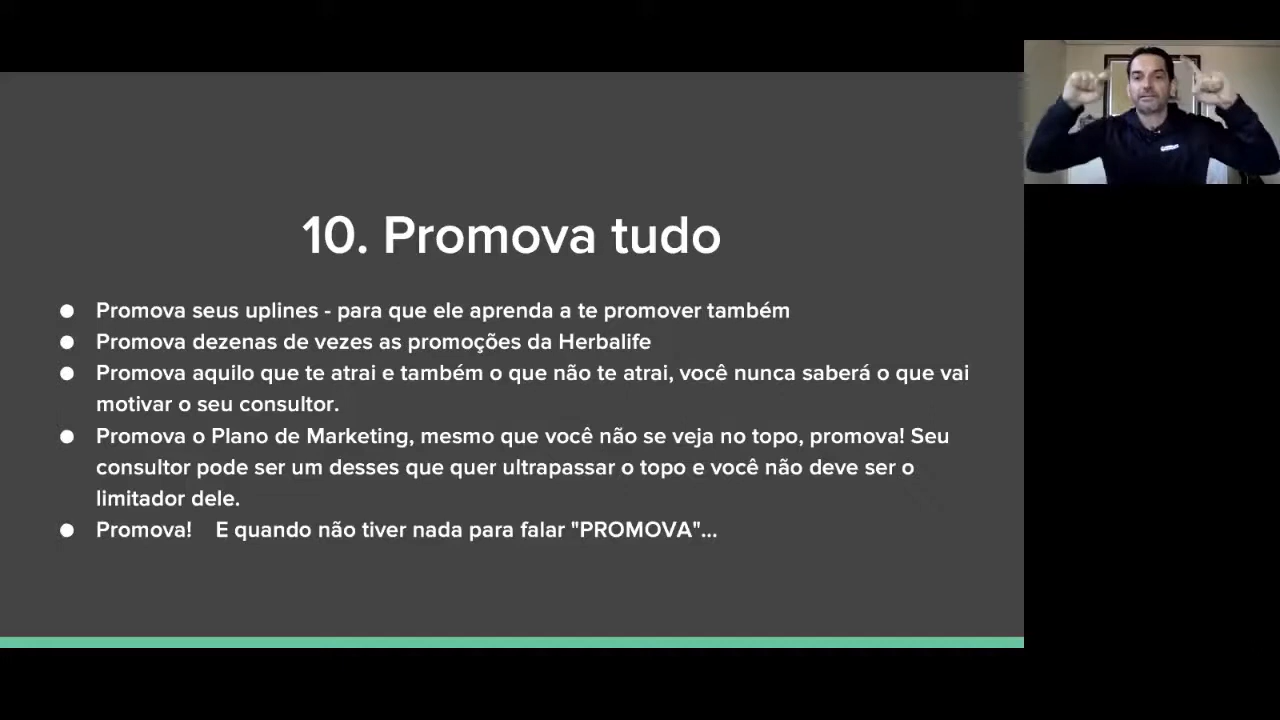 10. Promova tudo
● Promova seus uplines - para que ele aprenda a te promover também
● Promova dezenas de vezes as promoções da Herbalife
● Promova aquilo que te atrai e também o que não te atrai, você nunca saberá o que vai
motivar o seu consultor.
● Promova o Plano de Marketing, mesmo que você não se veja no topo, promova! Seu
consultor pode ser um desses que quer ultrapassar o topo e você não deve ser o
limitador dele.
● Promova! E quando não tiver nada para falar "PROMOVA"...